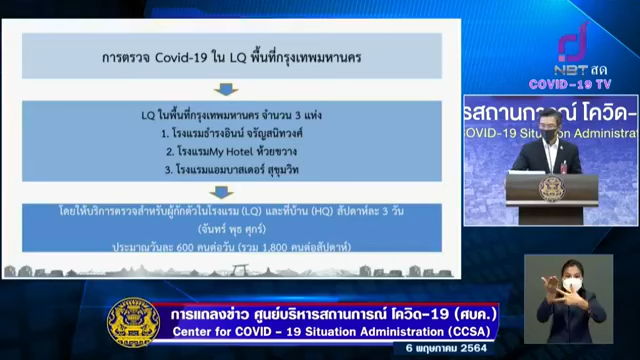 การตรวจ Covid-19 ใน LQ พื้นที่กรุงเทพมหานคร
LQ ในพื้นที่กรุงเทพมหานคร จำนวน 3 แห่ง
1. โรงแรมธำรงอินน์ จรัญสนิทวงศ์
2. โรงแรมMy Hotel ห้วยขวาง
3. โรงแรมแอมบาสเดอร์ สุขุมวิท
โดยให้บริการตรวจสำหรับผู้กักตัวในโรงแรม (LQ) และที่บ้าน (HQ) สัปดาห์ละ 3 วัน
(จันทร์ พุธ ศุกร์)
ประมาณวันละ 600 คนต่อวัน (รวม 1,800 คนต่อสัปดาห์)
NBT สด
COVID-19 TV
ารสถานการณ์ โควิด-
COVID-19 Situation Administra
การแถลงข่าว ศูนย์บริหารสถานการณ์ โควิด-19 (ศบค.)
Center for COVID - 19 Situation Administration (CCSA)
6 พฤษภาคม 2564